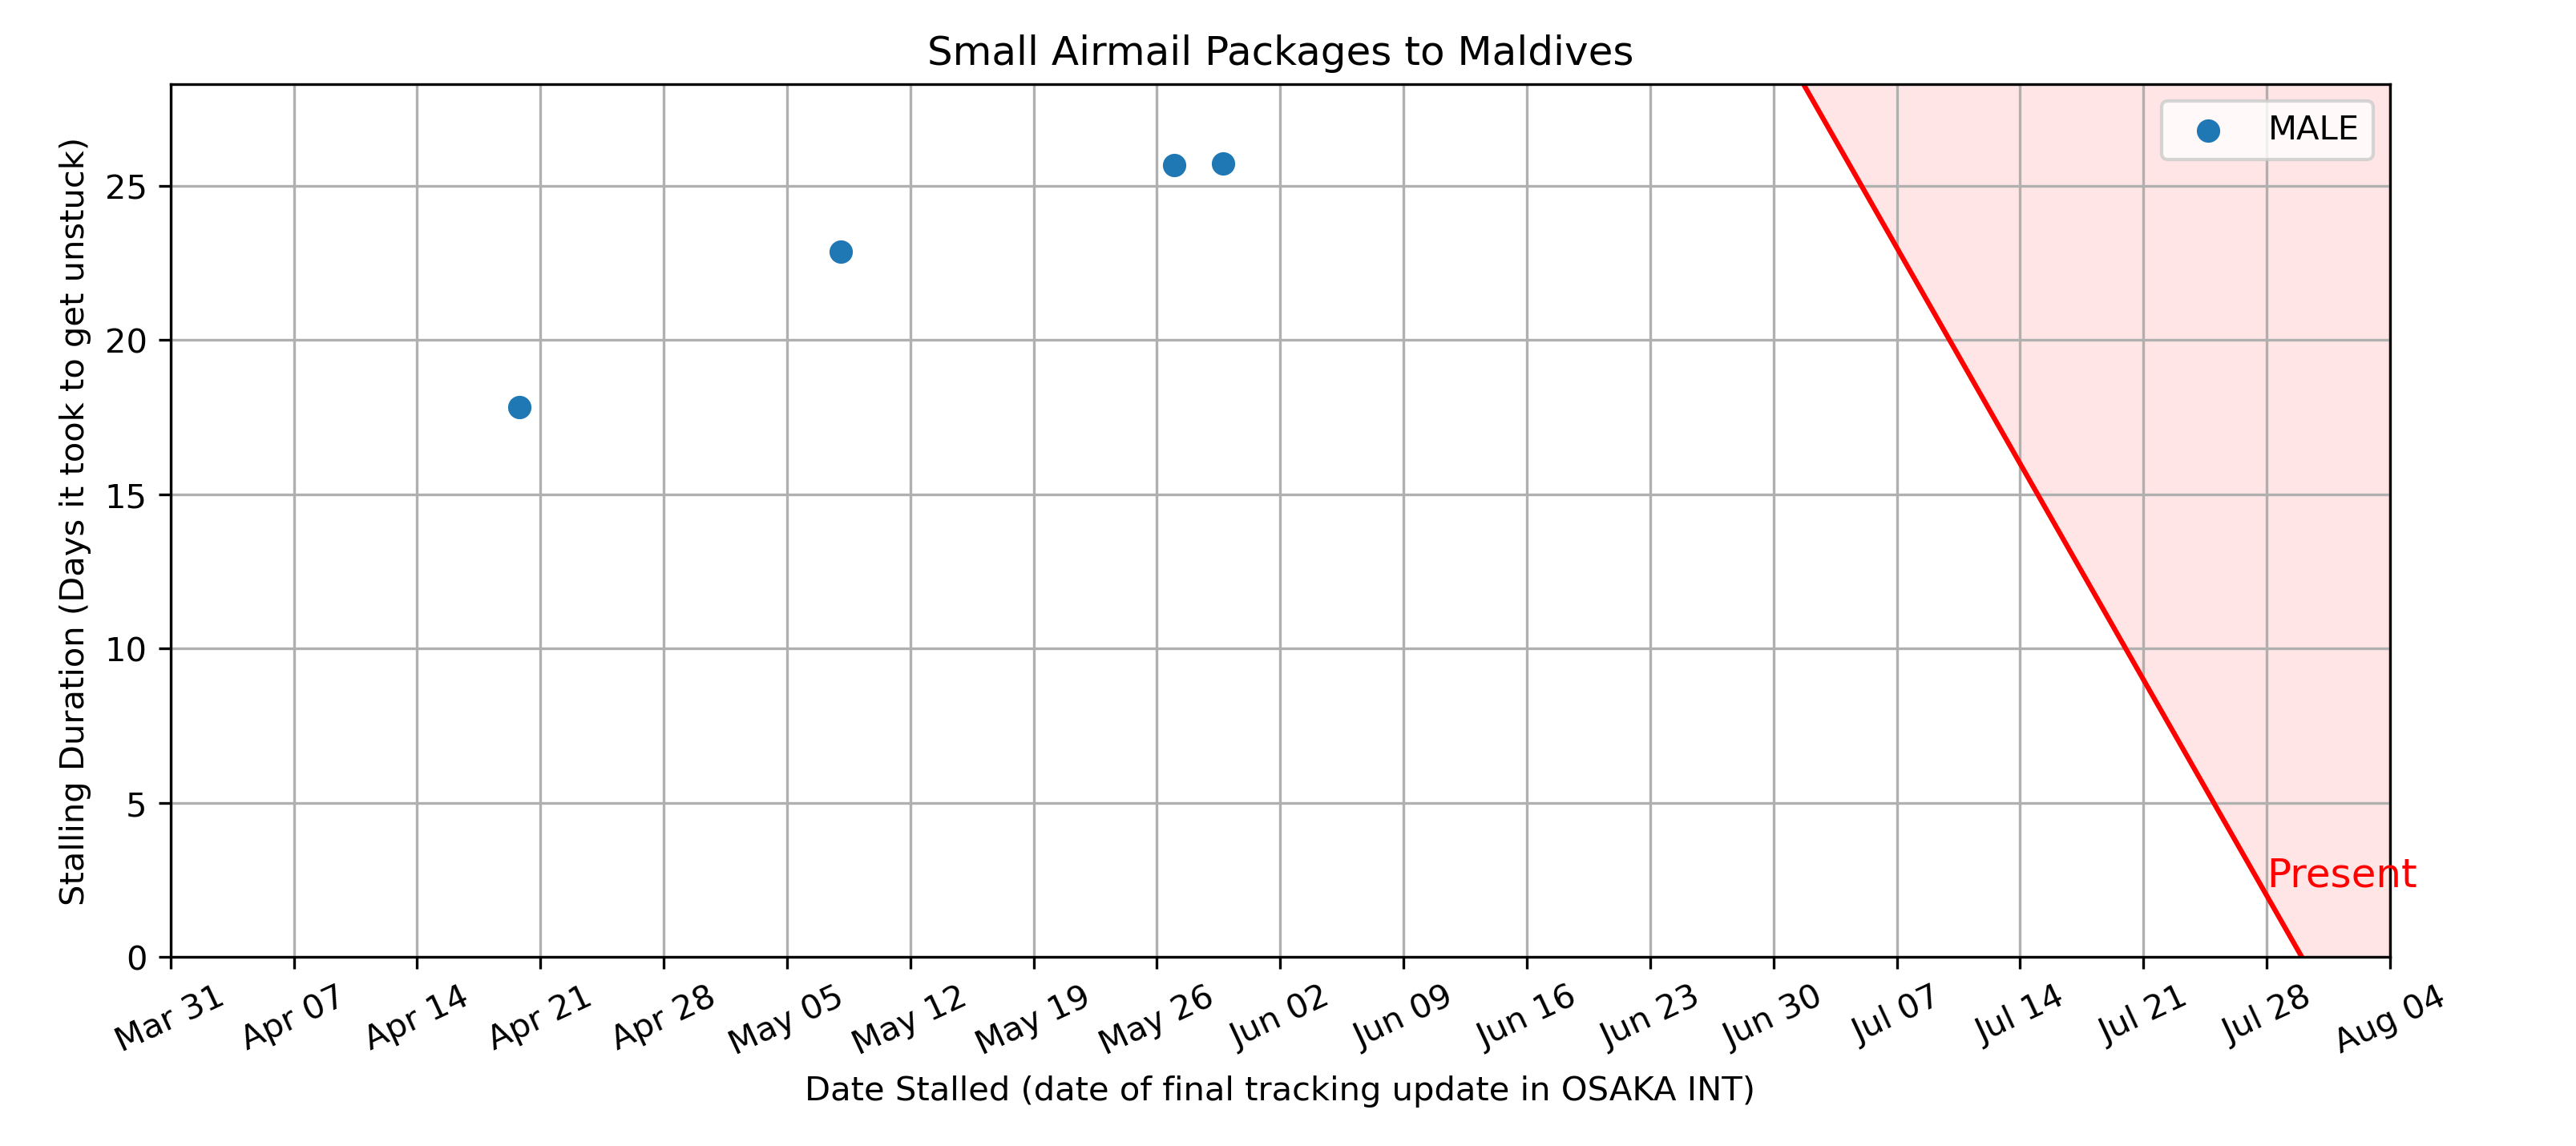 Small Airmail Packages to Maldives
MALE
Stalling Duration (Days it took to get unstuck)
25
20
15
10
5
0
Present
Mar 31 Apr 07 Apr 14 Apr 21 Apr 28 May 05 May 12 May 19 May 26 Jun 02 Jun 09 Jun 16 Jun 23 Jun 30 Jul 07 Jul 14 Jul 21 Jul 28 Aug 04
Date Stalled (date of final tracking update in OSAKA INT)